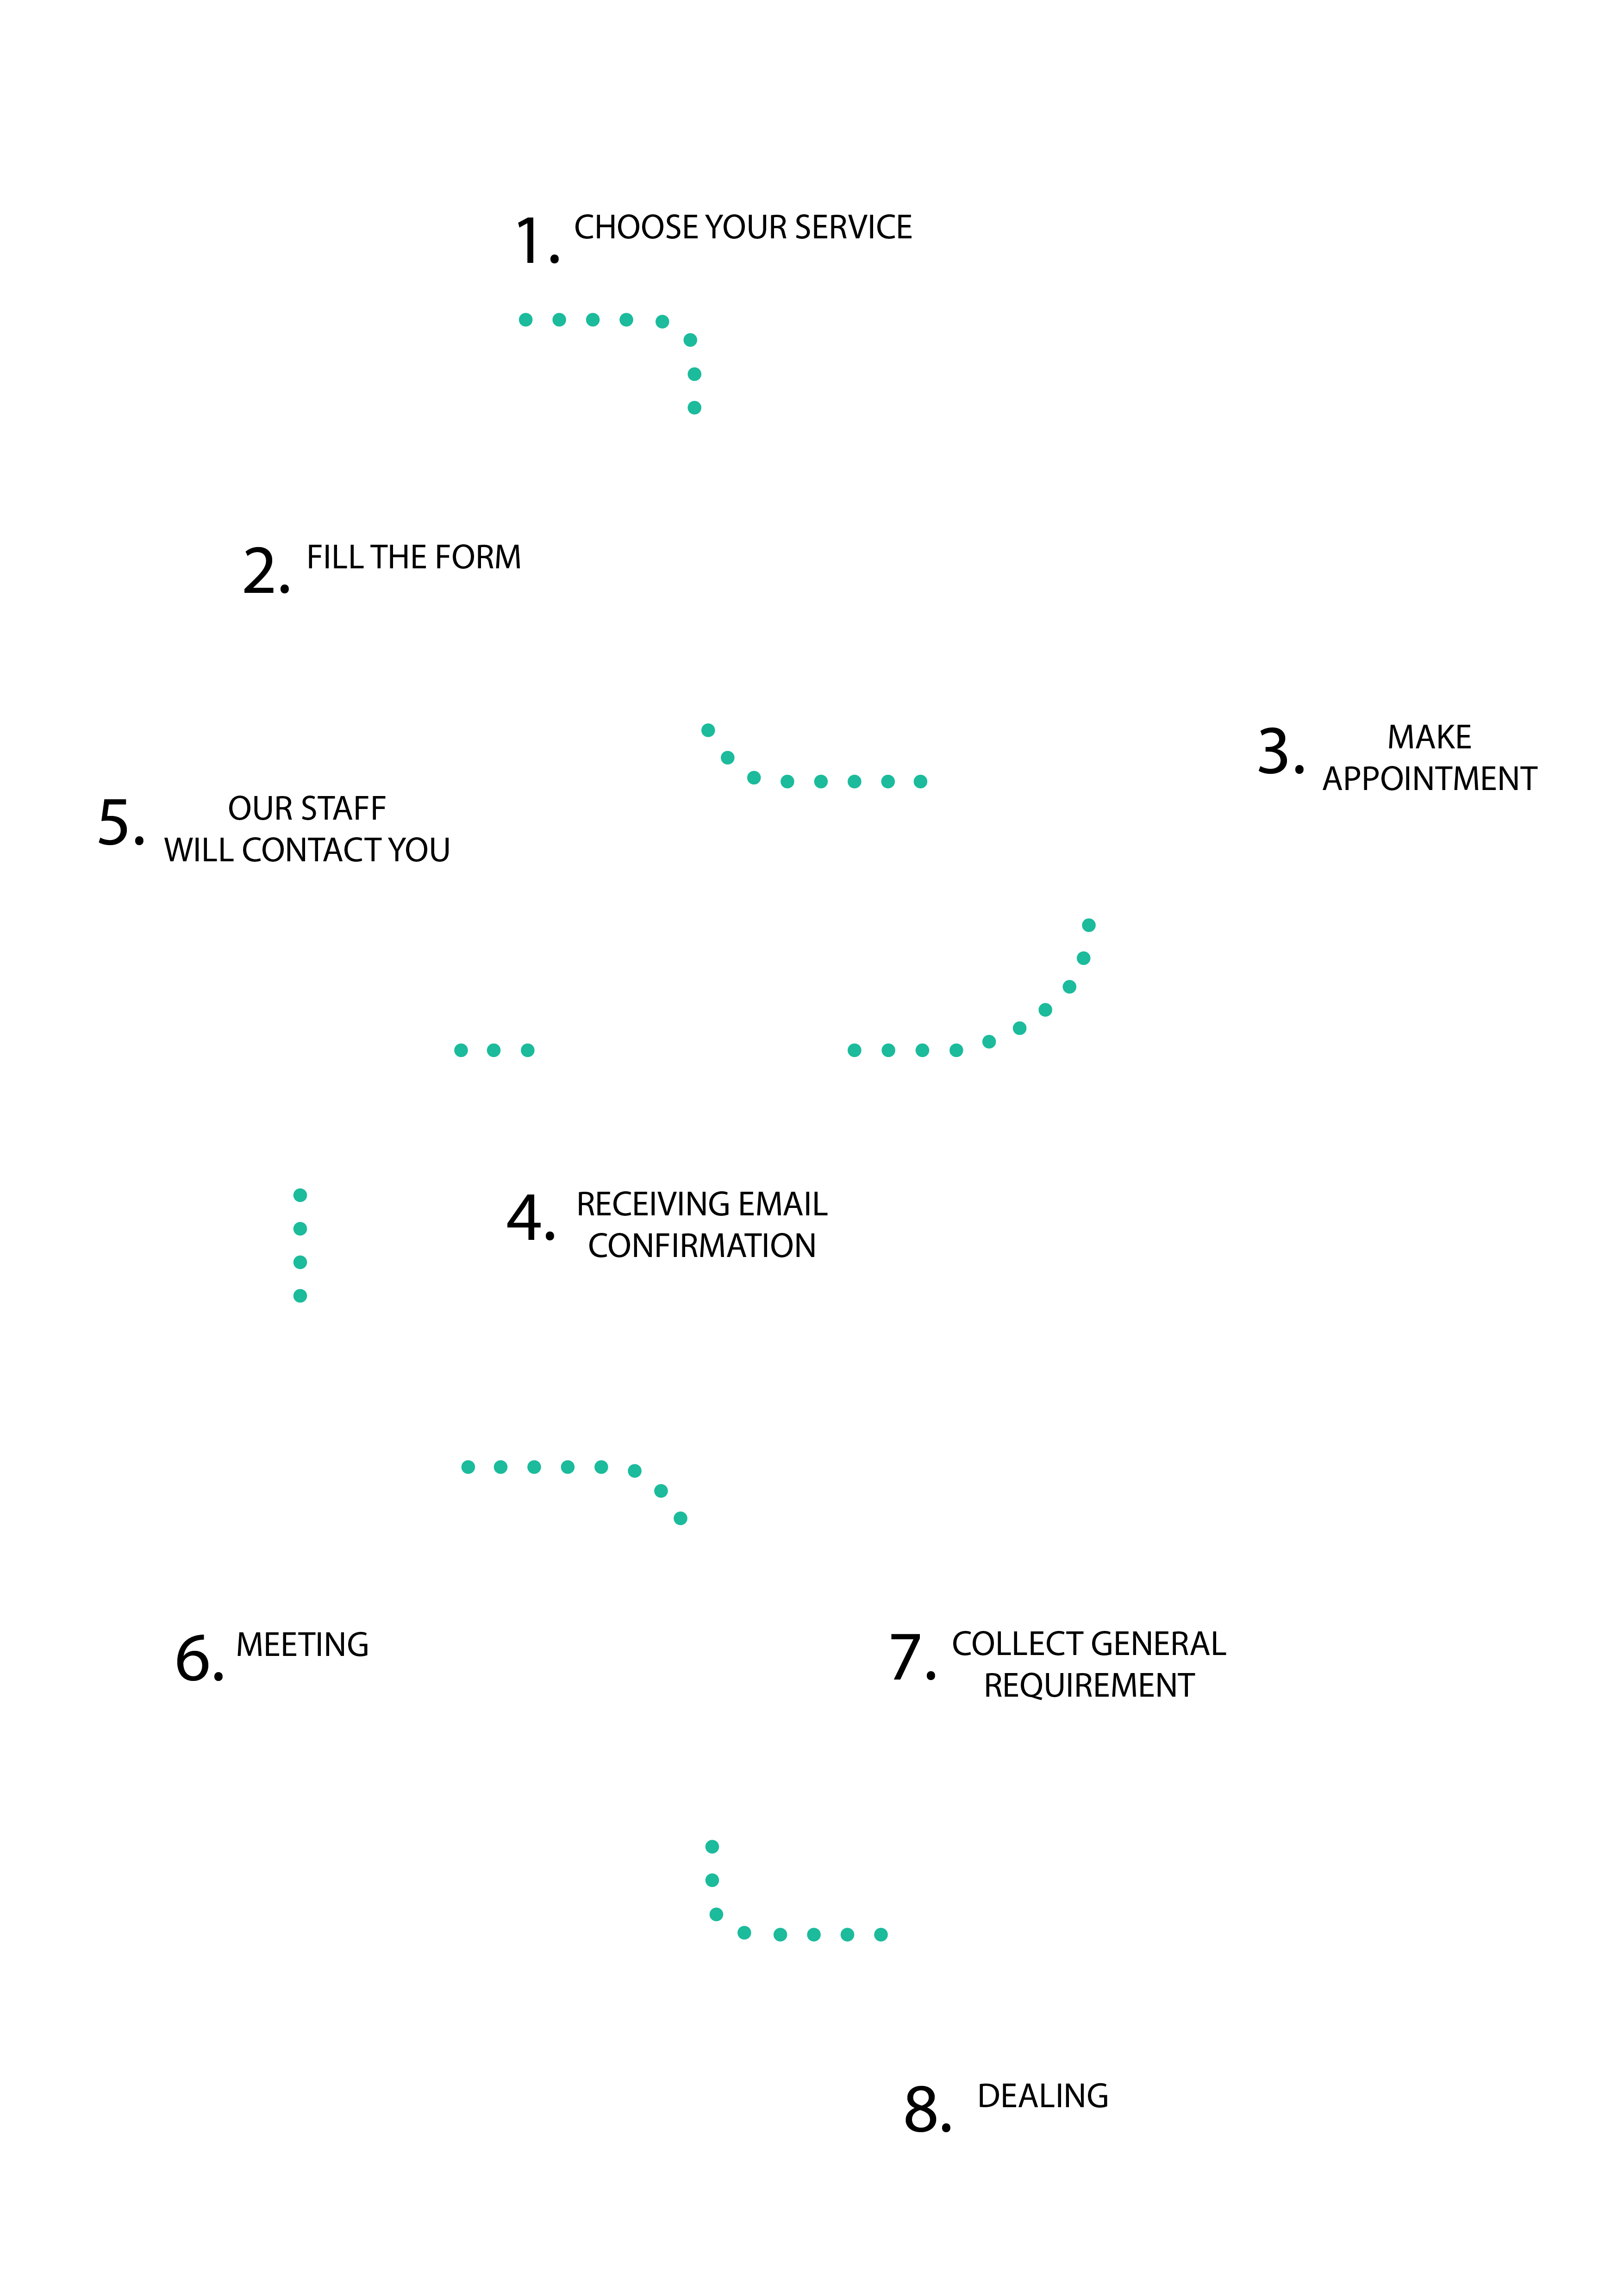 1. CHOOSE YOUR SERVICE
2. FILL THE FORM
3. MAKE
APPOINTMENT
4. RECEIVING EMAIL
CONFIRMATION
5. OUR STAFF
WILL CONTACT YOU
6. MEETING
7. COLLECT GENERAL
REQUIREMENT
8. DEALING